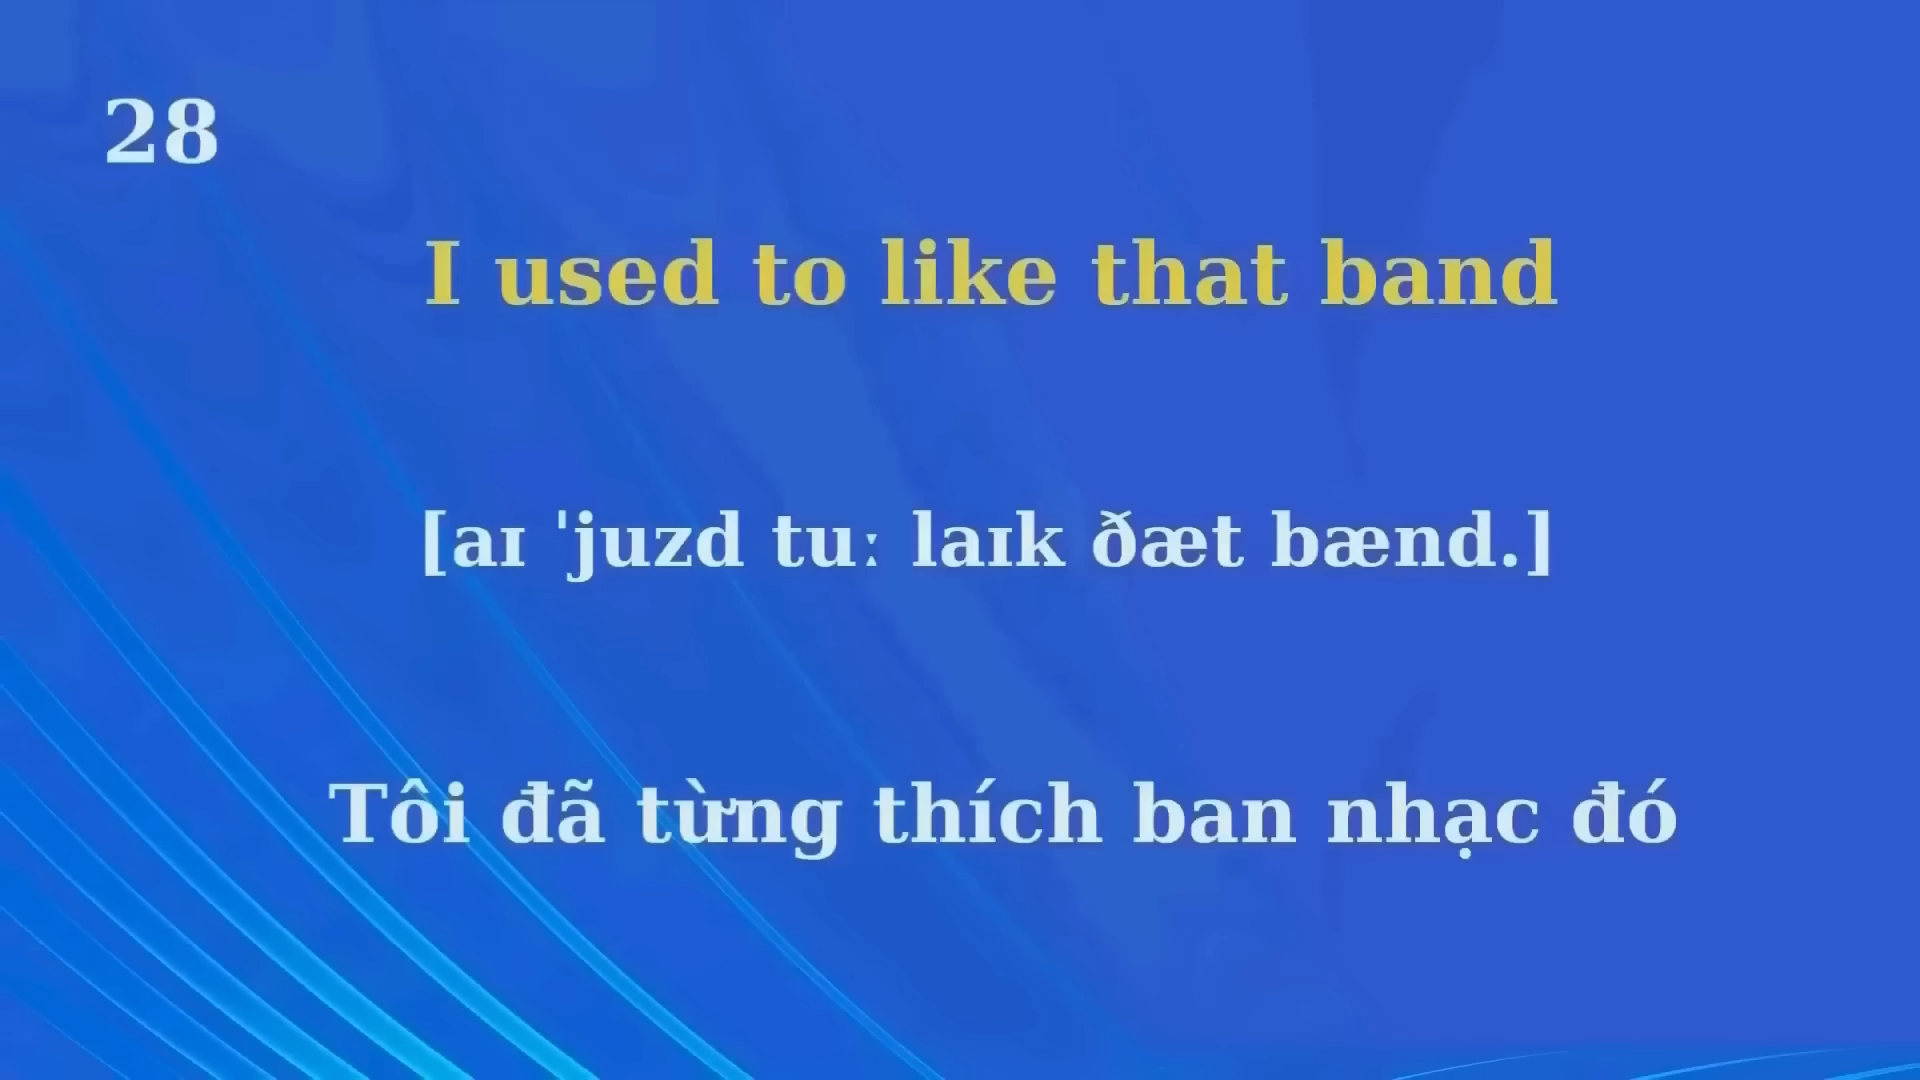 28
I used to like that band
[aɪ ˈjuzd tuː laɪk ðæt bænd.]
Tôi đã từng thích ban nhạc đó